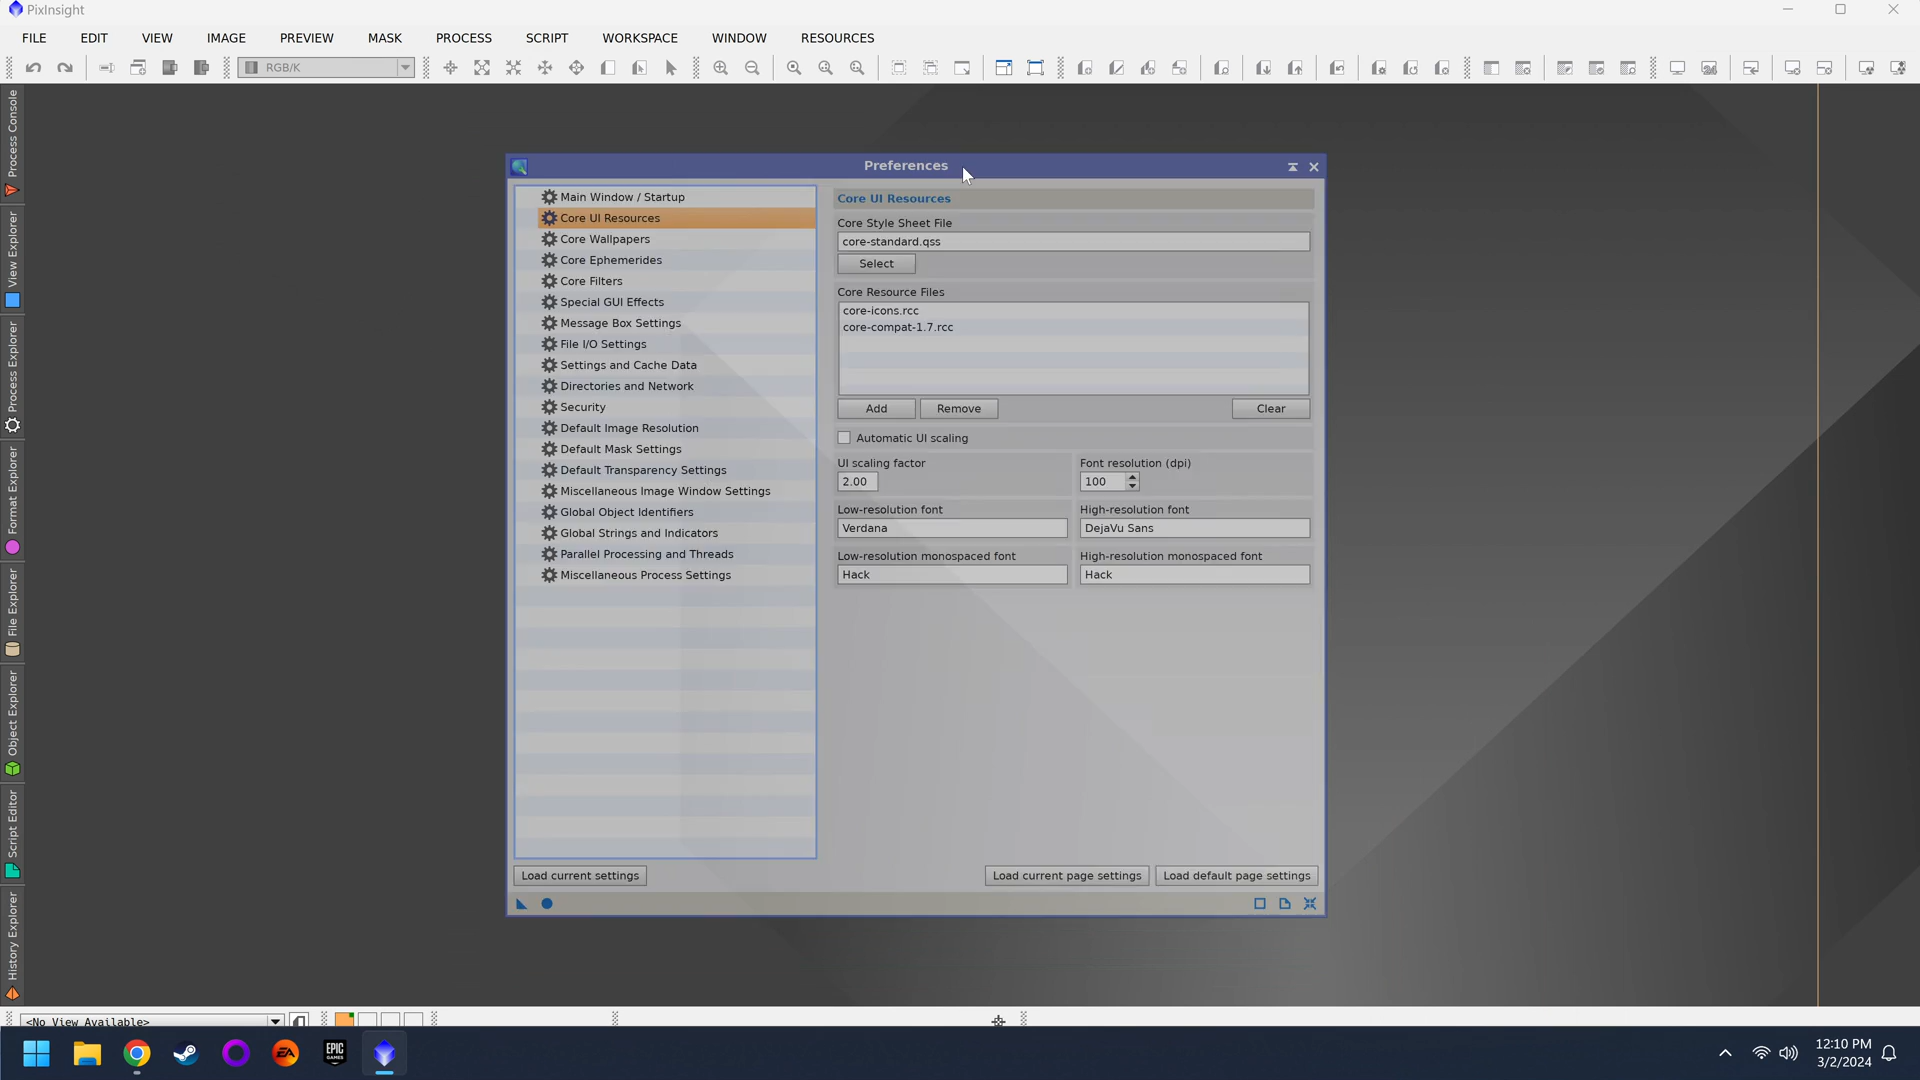 PixInsight
FILE EDIT VIEW IMAGE PREVIEW MASK PROCESS SCRIPT WORKSPACE WINDOW RESOURCES
RGB/K
24
Process Console
View Explorer
Process Explorer
Format Explorer
File Explorer
Object Explorer
Script Editor
History Explorer
Preferences
Main Window / Startup
Core UI Resources
Core Wallpapers
Core Ephemerides
Core Filters
Special GUI Effects
Message Box Settings
File I/O Settings
Settings and Cache Data
Directories and Network
Security
Default Image Resolution
Default Mask Settings
Default Transparency Settings
Miscellaneous Image Window Settings
Global Object Identifiers
Global Strings and Indicators
Parallel Processing and Threads
Miscellaneous Process Settings
Core UI Resources
Core Style Sheet File
core-standard.qss
Select
Core Resource Files
core-icons.rcc
core-compat-1.7.rcc
Add Remove Clear
Automatic UI scaling
UI scaling factor Font resolution (dpi)
2.00 100
Low-resolution font High-resolution font
Verdana DejaVu Sans
Low-resolution monospaced font High-resolution monospaced font
Hack Hack
Load current settings Load current page settings Load default page settings
<No View Available>
EA
EPIC
GAMES
12:10 PM
3/2/2024